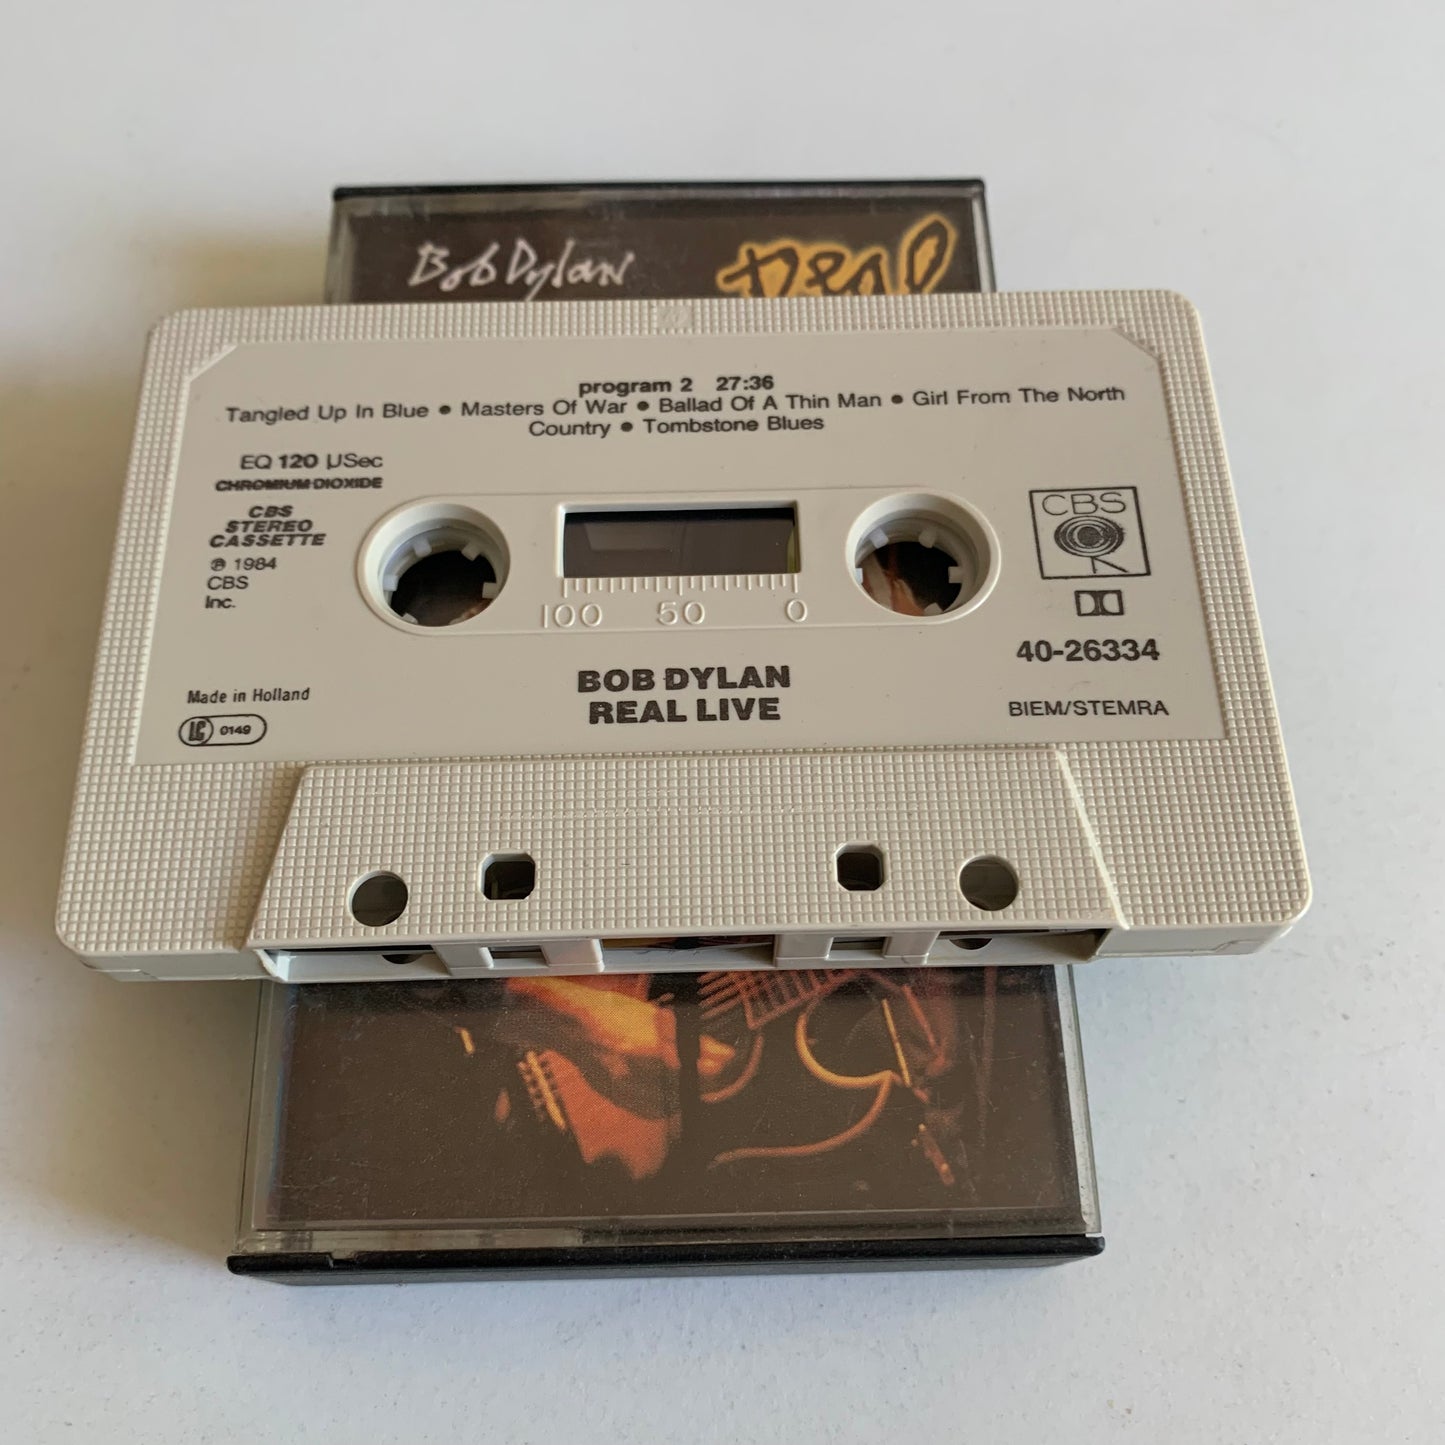 Bob Dylan Real
program 2 27:36
Tangled Up In Blue ● Masters Of War ● Ballad Of A Thin Man ● Girl From The North
Country ● Tombstone Blues
EQ 120 µSec
CHROMIUM DIOXIDE
CBS
STEREO
CASSETTE
℗ 1984
CBS
Inc.
CBS
100 50 0
40-26334
BOB DYLAN
REAL LIVE
Made in Holland
BIEM/STEMRA
LC 0149